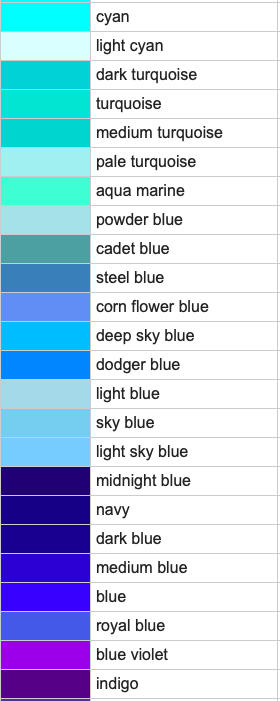 cyan
light cyan
dark turquoise
turquoise
medium turquoise
pale turquoise
aqua marine
powder blue
cadet blue
steel blue
corn flower blue
deep sky blue
dodger blue
light blue
sky blue
light sky blue
midnight blue
navy
dark blue
medium blue
blue
royal blue
blue violet
indigo